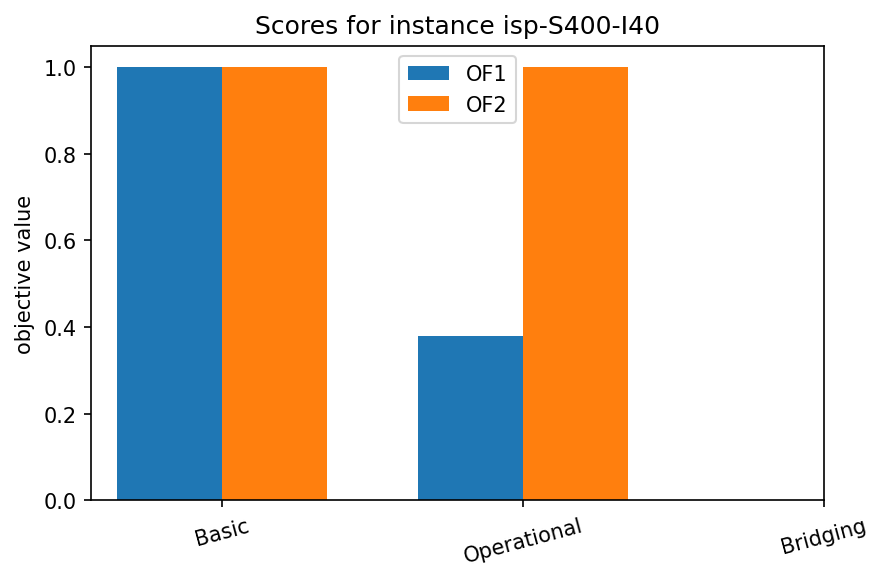 Scores for instance isp-S400-I40
OF1
OF2
objective value
1.0
0.8
0.6
0.4
0.2
0.0
Basic
Operational
Bridging